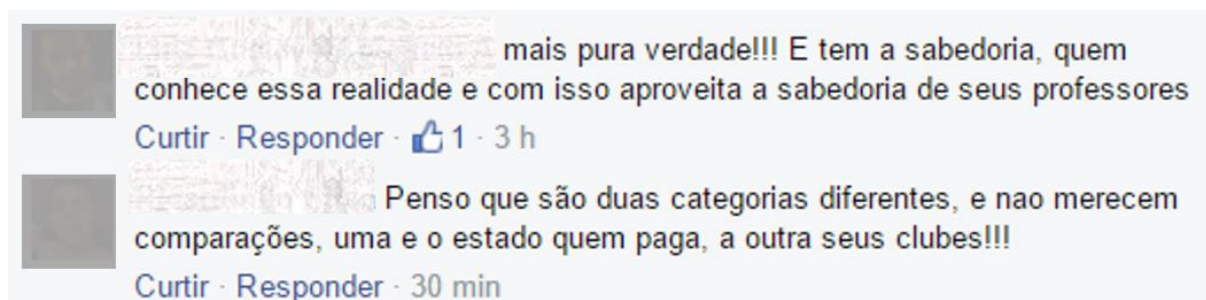 mais pura verdade!!! E tem a sabedoria, quem
conhece essa realidade e com isso aproveita a sabedoria de seus professores
Curtir · Responder · 1 · 3 h
Penso que são duas categorias diferentes, e nao merecem
comparações, uma e o estado quem paga, a outra seus clubes!!!
Curtir · Responder · 30 min